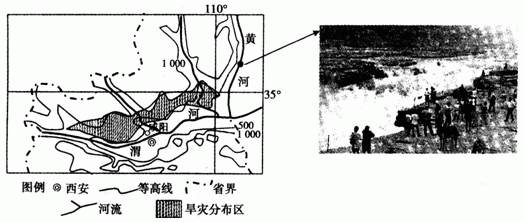 110°
黄
河
1 000
35°
河
咸阳
渭
500
1 000
图例 西安 等高线 省界
河流 旱灾分布区